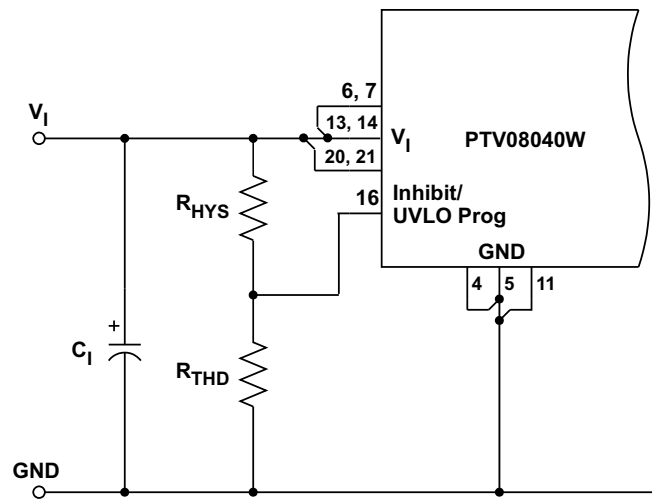 6, 7
V_I
13, 14
V_I
PTV08040W
20, 21
R_HYS
16
Inhibit/
UVLO Prog
GND
4
5
11
+
C_I
R_THD
GND